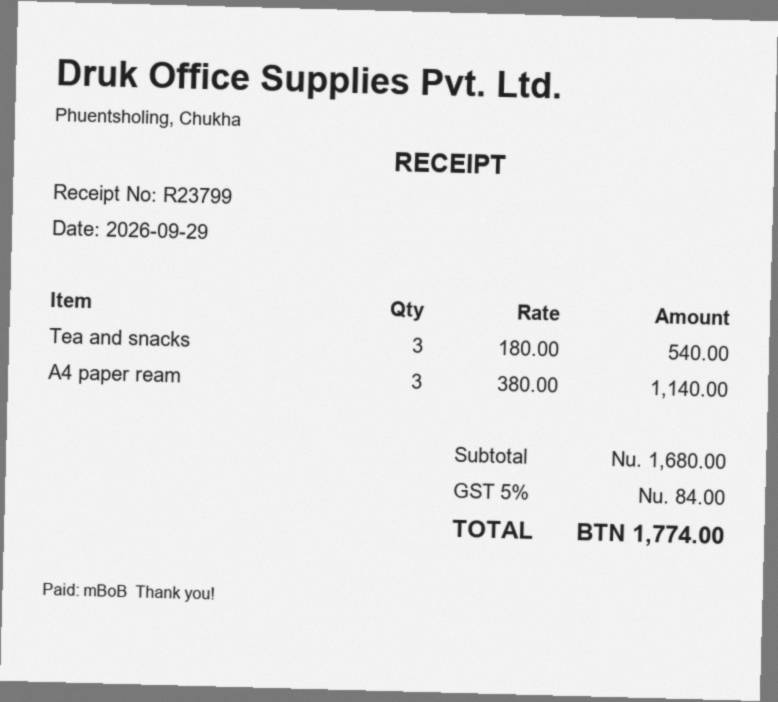 Druk Office Supplies Pvt. Ltd.
Phuentsholing, Chukha
RECEIPT
Receipt No: R23799
Date: 2026-09-29
Item Qty Rate Amount
Tea and snacks 3 180.00 540.00
A4 paper ream 3 380.00 1,140.00
Subtotal Nu. 1,680.00
GST 5% Nu. 84.00
TOTAL BTN 1,774.00
Paid: mBoB Thank you!